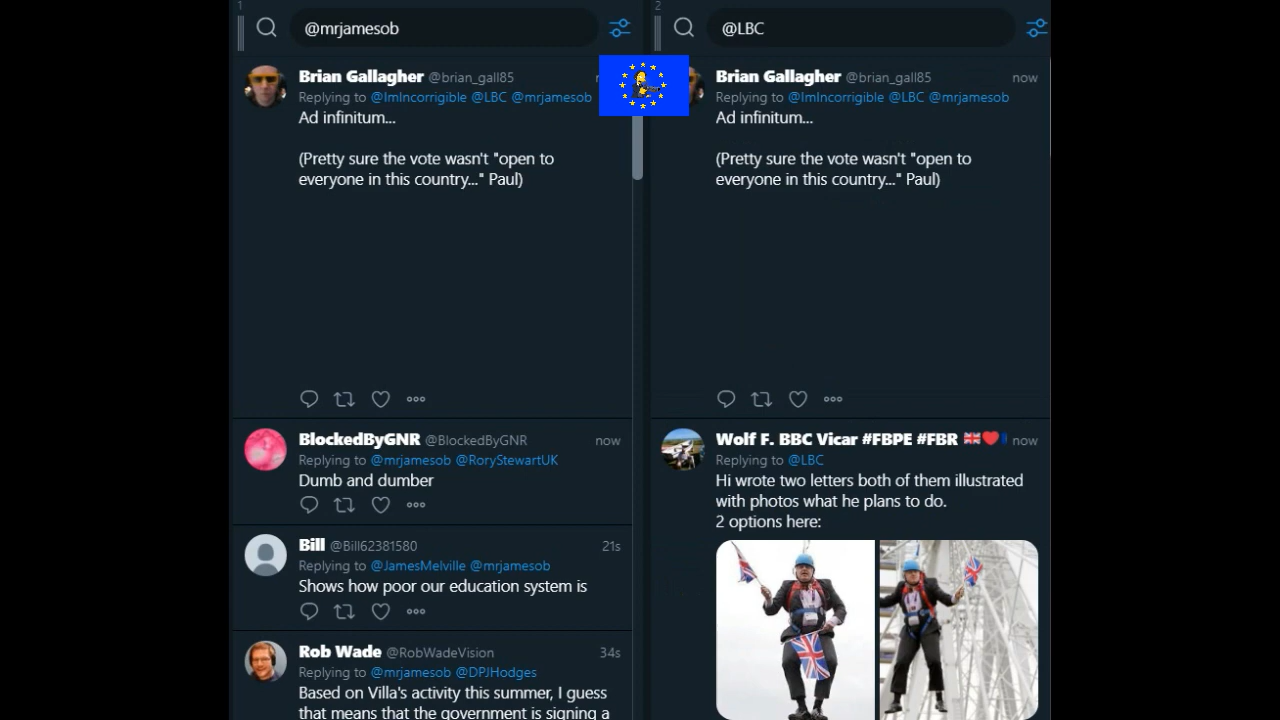 1
@mrjamesob
Brian Gallagher @brian_gall85
Replying to @ImIncorrigible @LBC @mrjamesob
Ad infinitum...
(Pretty sure the vote wasn't "open to
everyone in this country..." Paul)
BlockedByGNR @BlockedByGNR now
Replying to @mrjamesob @RoryStewartUK
Dumb and dumber
Bill @Bill62381580 21s
Replying to @JamesMelville @mrjamesob
Shows how poor our education system is
Rob Wade @RobWadeVision 34s
Replying to @mrjamesob @DPJHodges
Based on Villa's activity this summer, I guess
that means that the government is signing a
2
@LBC
Brian Gallagher @brian_gall85 now
Replying to @ImIncorrigible @LBC @mrjamesob
Ad infinitum...
(Pretty sure the vote wasn't "open to
everyone in this country..." Paul)
Wolf F. BBC Vicar #FBPE #FBR now
Replying to @LBC
Hi wrote two letters both of them illustrated
with photos what he plans to do.
2 options here: